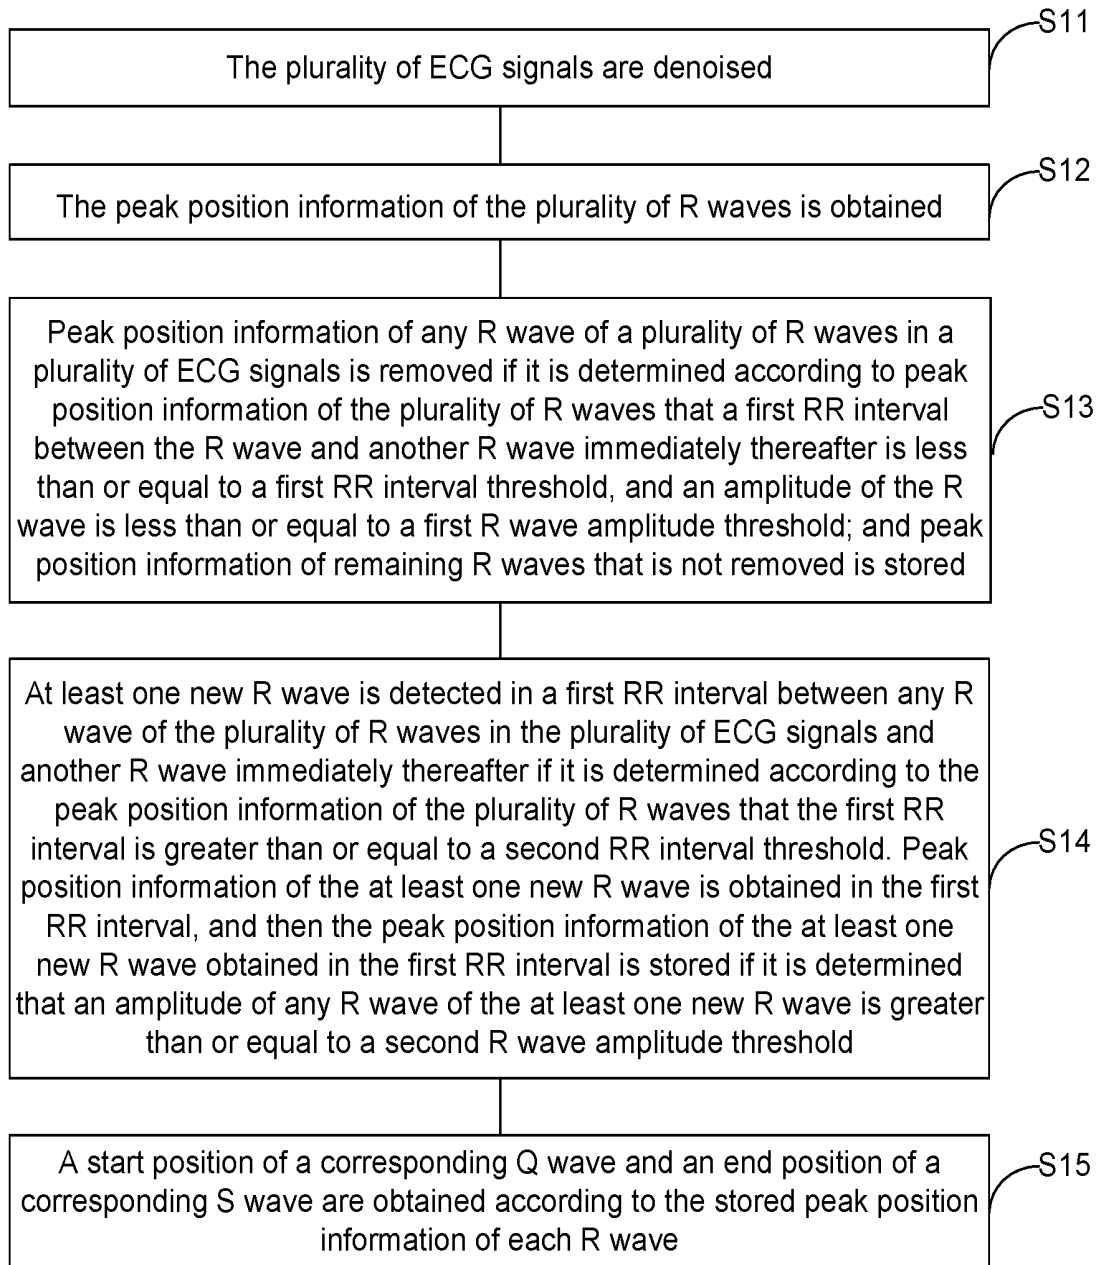 S11
The plurality of ECG signals are denoised
S12
The peak position information of the plurality of R waves is obtained
Peak position information of any R wave of a plurality of R waves in a
plurality of ECG signals is removed if it is determined according to peak
position information of the plurality of R waves that a first RR interval
between the R wave and another R wave immediately thereafter is less
than or equal to a first RR interval threshold, and an amplitude of the R
wave is less than or equal to a first R wave amplitude threshold; and peak
position information of remaining R waves that is not removed is stored
S13
At least one new R wave is detected in a first RR interval between any R
wave of the plurality of R waves in the plurality of ECG signals and
another R wave immediately thereafter if it is determined according to the
peak position information of the plurality of R waves that the first RR
interval is greater than or equal to a second RR interval threshold. Peak
position information of the at least one new R wave is obtained in the first
RR interval, and then the peak position information of the at least one
new R wave obtained in the first RR interval is stored if it is determined
that an amplitude of any R wave of the at least one new R wave is greater
than or equal to a second R wave amplitude threshold
S14
A start position of a corresponding Q wave and an end position of a
corresponding S wave are obtained according to the stored peak position
information of each R wave
S15